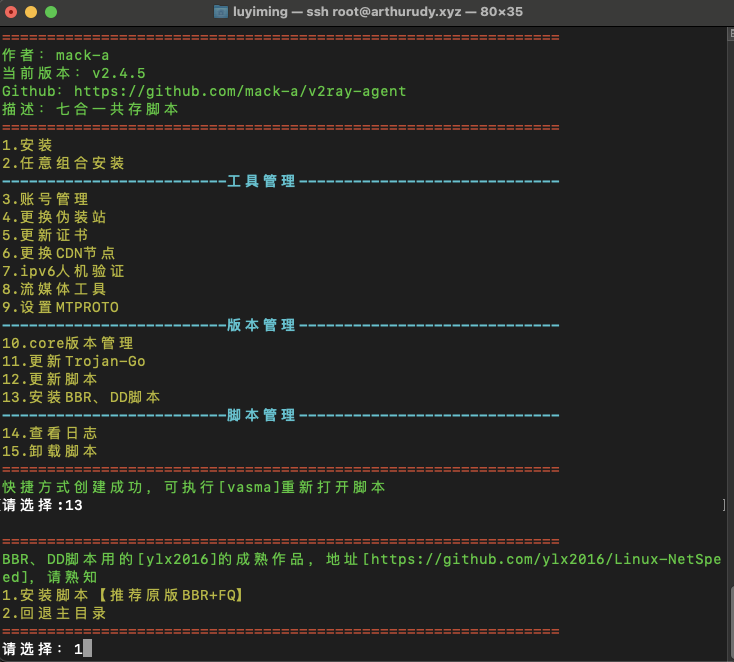 luyiming — ssh root@arthurudy.xyz — 80×35
==============================================================
作者：mack-a
当前版本：v2.4.5
Github：https://github.com/mack-a/v2ray-agent
描述：七合一共存脚本
==============================================================
1.安装
2.任意组合安装
-------------------------工具管理-----------------------------
3.账号管理
4.更换伪装站
5.更新证书
6.更换CDN节点
7.ipv6人机验证
8.流媒体工具
9.设置MTPROTO
-------------------------版本管理-----------------------------
10.core版本管理
11.更新Trojan-Go
12.更新脚本
13.安装BBR、DD脚本
-------------------------脚本管理-----------------------------
14.查看日志
15.卸载脚本
==============================================================
快捷方式创建成功，可执行[vasma]重新打开脚本
请选择:13
==============================================================
BBR、DD脚本用的[ylx2016]的成熟作品，地址[https://github.com/ylx2016/Linux-NetSpe
ed]，请熟知
1.安装脚本【推荐原版BBR+FQ】
2.回退主目录
==============================================================
请选择：1